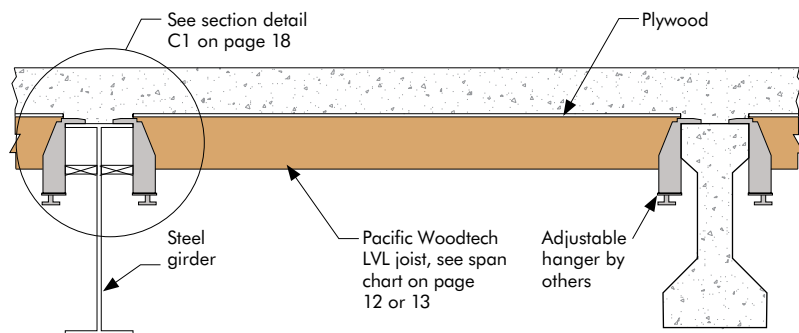 See section detail
C1 on page 18
Plywood
Steel
girder
Pacific Woodtech
LVL joist, see span
chart on page
12 or 13
Adjustable
hanger by
others